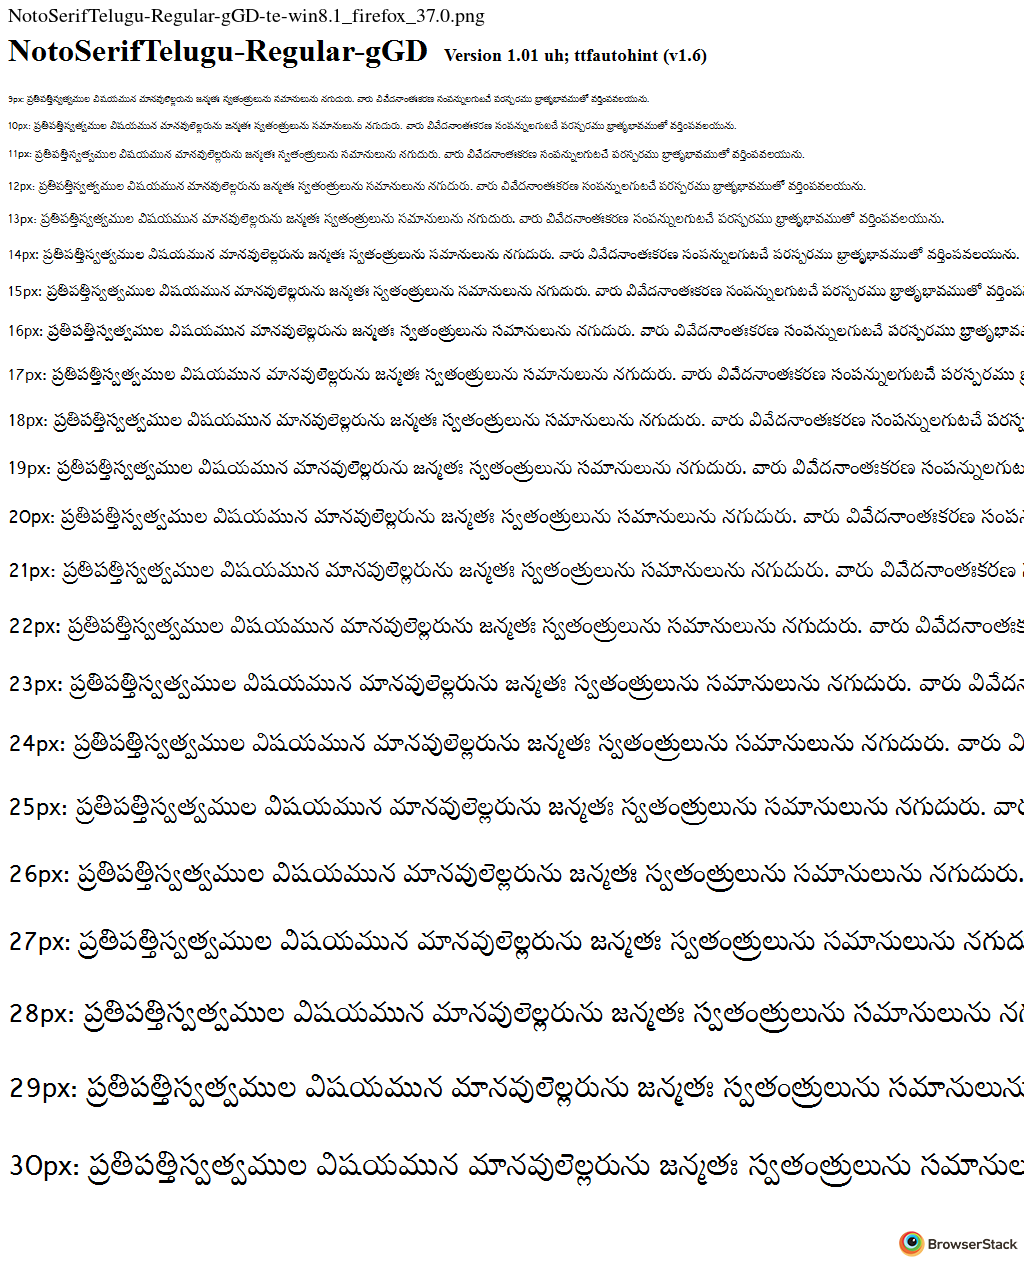 NotoSerifTelugu-Regular-gGD-te-win8.1_firefox_37.0.png
NotoSerifTelugu-Regular-gGD Version 1.01 uh; ttfautohint (v1.6)
9px: ప్రతిపత్తిస్వత్వముల విషయమున మానవులెల్లరును జన్మతః స్వతంత్రులును సమానులును నగుదురు. వారు వివేదనాంతఃకరణ సంపన్నులగుటచే పరస్పరము భ్రాతృభావముతో వర్తింపవలయును.
10px: ప్రతిపత్తిస్వత్వముల విషయమున మానవులెల్లరును జన్మతః స్వతంత్రులును సమానులును నగుదురు. వారు వివేదనాంతఃకరణ సంపన్నులగుటచే పరస్పరము భ్రాతృభావముతో వర్తింపవలయును.
11px: ప్రతిపత్తిస్వత్వముల విషయమున మానవులెల్లరును జన్మతః స్వతంత్రులును సమానులును నగుదురు. వారు వివేదనాంతఃకరణ సంపన్నులగుటచే పరస్పరము భ్రాతృభావముతో వర్తింపవలయును.
12px: ప్రతిపత్తిస్వత్వముల విషయమున మానవులెల్లరును జన్మతః స్వతంత్రులును సమానులును నగుదురు. వారు వివేదనాంతఃకరణ సంపన్నులగుటచే పరస్పరము భ్రాతృభావముతో వర్తింపవలయును.
13px: ప్రతిపత్తిస్వత్వముల విషయమున మానవులెల్లరును జన్మతః స్వతంత్రులును సమానులును నగుదురు. వారు వివేదనాంతఃకరణ సంపన్నులగుటచే పరస్పరము భ్రాతృభావముతో వర్తింపవలయును.
14px: ప్రతిపత్తిస్వత్వముల విషయమున మానవులెల్లరును జన్మతః స్వతంత్రులును సమానులును నగుదురు. వారు వివేదనాంతఃకరణ సంపన్నులగుటచే పరస్పరము భ్రాతృభావముతో వర్తింపవలయును.
15px: ప్రతిపత్తిస్వత్వముల విషయమున మానవులెల్లరును జన్మతః స్వతంత్రులును సమానులును నగుదురు. వారు వివేదనాంతఃకరణ సంపన్నులగుటచే పరస్పరము భ్రాతృభావముతో
16px: ప్రతిపత్తిస్వత్వముల విషయమున మానవులెల్లరును జన్మతః స్వతంత్రులును సమానులును నగుదురు. వారు వివేదనాంతఃకరణ సంపన్నులగుటచే పరస్పరము
17px: ప్రతిపత్తిస్వత్వముల విషయమున మానవులెల్లరును జన్మతః స్వతంత్రులును సమానులును నగుదురు. వారు వివేదనాంతఃకరణ సంపన్నులగుటచే పరస్పరము
18px: ప్రతిపత్తిస్వత్వముల విషయమున మానవులెల్లరును జన్మతః స్వతంత్రులును సమానులును నగుదురు. వారు వివేదనాంతఃకరణ సంపన్నులగుటచే
19px: ప్రతిపత్తిస్వత్వముల విషయమున మానవులెల్లరును జన్మతః స్వతంత్రులును సమానులును నగుదురు. వారు వివేదనాంతఃకరణ
20px: ప్రతిపత్తిస్వత్వముల విషయమున మానవులెల్లరును జన్మతః స్వతంత్రులును సమానులును నగుదురు. వారు వివేదనాంతఃకరణ
21px: ప్రతిపత్తిస్వత్వముల విషయమున మానవులెల్లరును జన్మతః స్వతంత్రులును సమానులును నగుదురు. వారు వివేదనాంతఃకరణ
22px: ప్రతిపత్తిస్వత్వముల విషయమున మానవులెల్లరును జన్మతః స్వతంత్రులును సమానులును నగుదురు. వారు
23px: ప్రతిపత్తిస్వత్వముల విషయమున మానవులెల్లరును జన్మతః స్వతంత్రులును సమానులును నగుదురు. వారు
24px: ప్రతిపత్తిస్వత్వముల విషయమున మానవులెల్లరును జన్మతః స్వతంత్రులును సమానులును నగుదురు. వారు
25px: ప్రతిపత్తిస్వత్వముల విషయమున మానవులెల్లరును జన్మతః స్వతంత్రులును సమానులును నగుదురు.
26px: ప్రతిపత్తిస్వత్వముల విషయమున మానవులెల్లరును జన్మతః స్వతంత్రులును సమానులును నగుదురు.
27px: ప్రతిపత్తిస్వత్వముల విషయమున మానవులెల్లరును జన్మతః స్వతంత్రులును సమానులును
28px: ప్రతిపత్తిస్వత్వముల విషయమున మానవులెల్లరును జన్మతః స్వతంత్రులును సమానులును
29px: ప్రతిపత్తిస్వత్వముల విషయమున మానవులెల్లరును జన్మతః స్వతంత్రులును సమానులును
30px: ప్రతిపత్తిస్వత్వముల విషయమున మానవులెల్లరును జన్మతః స్వతంత్రులును
BrowserStack